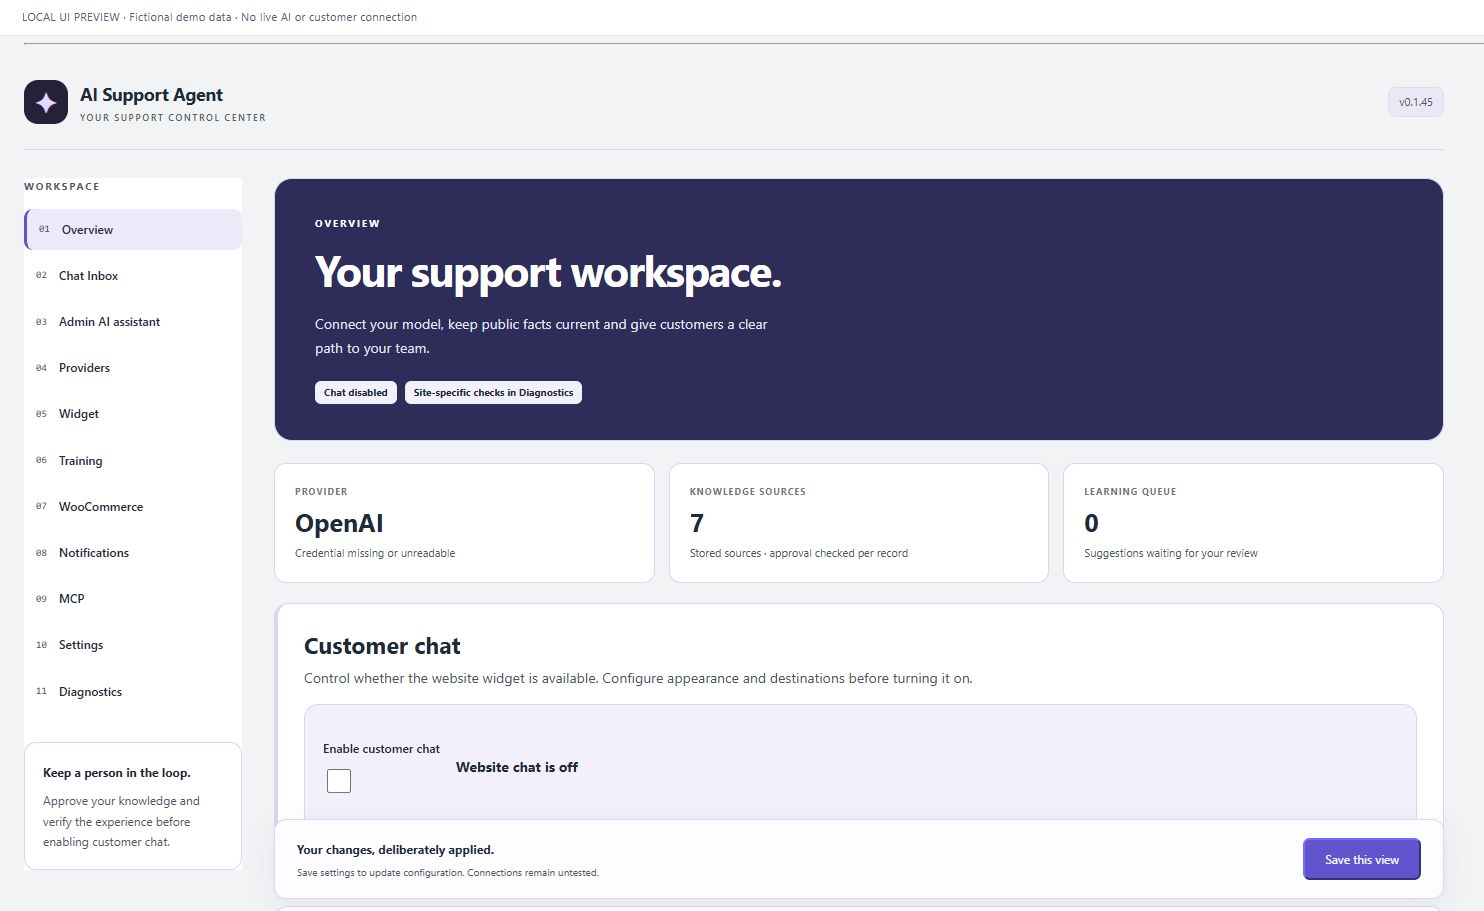 LOCAL UI PREVIEW · Fictional demo data · No live AI or customer connection
AI Support Agent
YOUR SUPPORT CONTROL CENTER
v0.1.45
WORKSPACE
01 Overview
02 Chat Inbox
03 Admin AI assistant
04 Providers
05 Widget
06 Training
07 WooCommerce
08 Notifications
09 MCP
10 Settings
11 Diagnostics
Keep a person in the loop.
Approve your knowledge and
verify the experience before
enabling customer chat.
OVERVIEW
Your support workspace.
Connect your model, keep public facts current and give customers a clear
path to your team.
Chat disabled
Site-specific checks in Diagnostics
PROVIDER
OpenAI
Credential missing or unreadable
KNOWLEDGE SOURCES
7
Stored sources · approval checked per record
LEARNING QUEUE
0
Suggestions waiting for your review
Customer chat
Control whether the website widget is available. Configure appearance and destinations before turning it on.
Enable customer chat
Website chat is off
Your changes, deliberately applied.
Save settings to update configuration. Connections remain untested.
Save this view